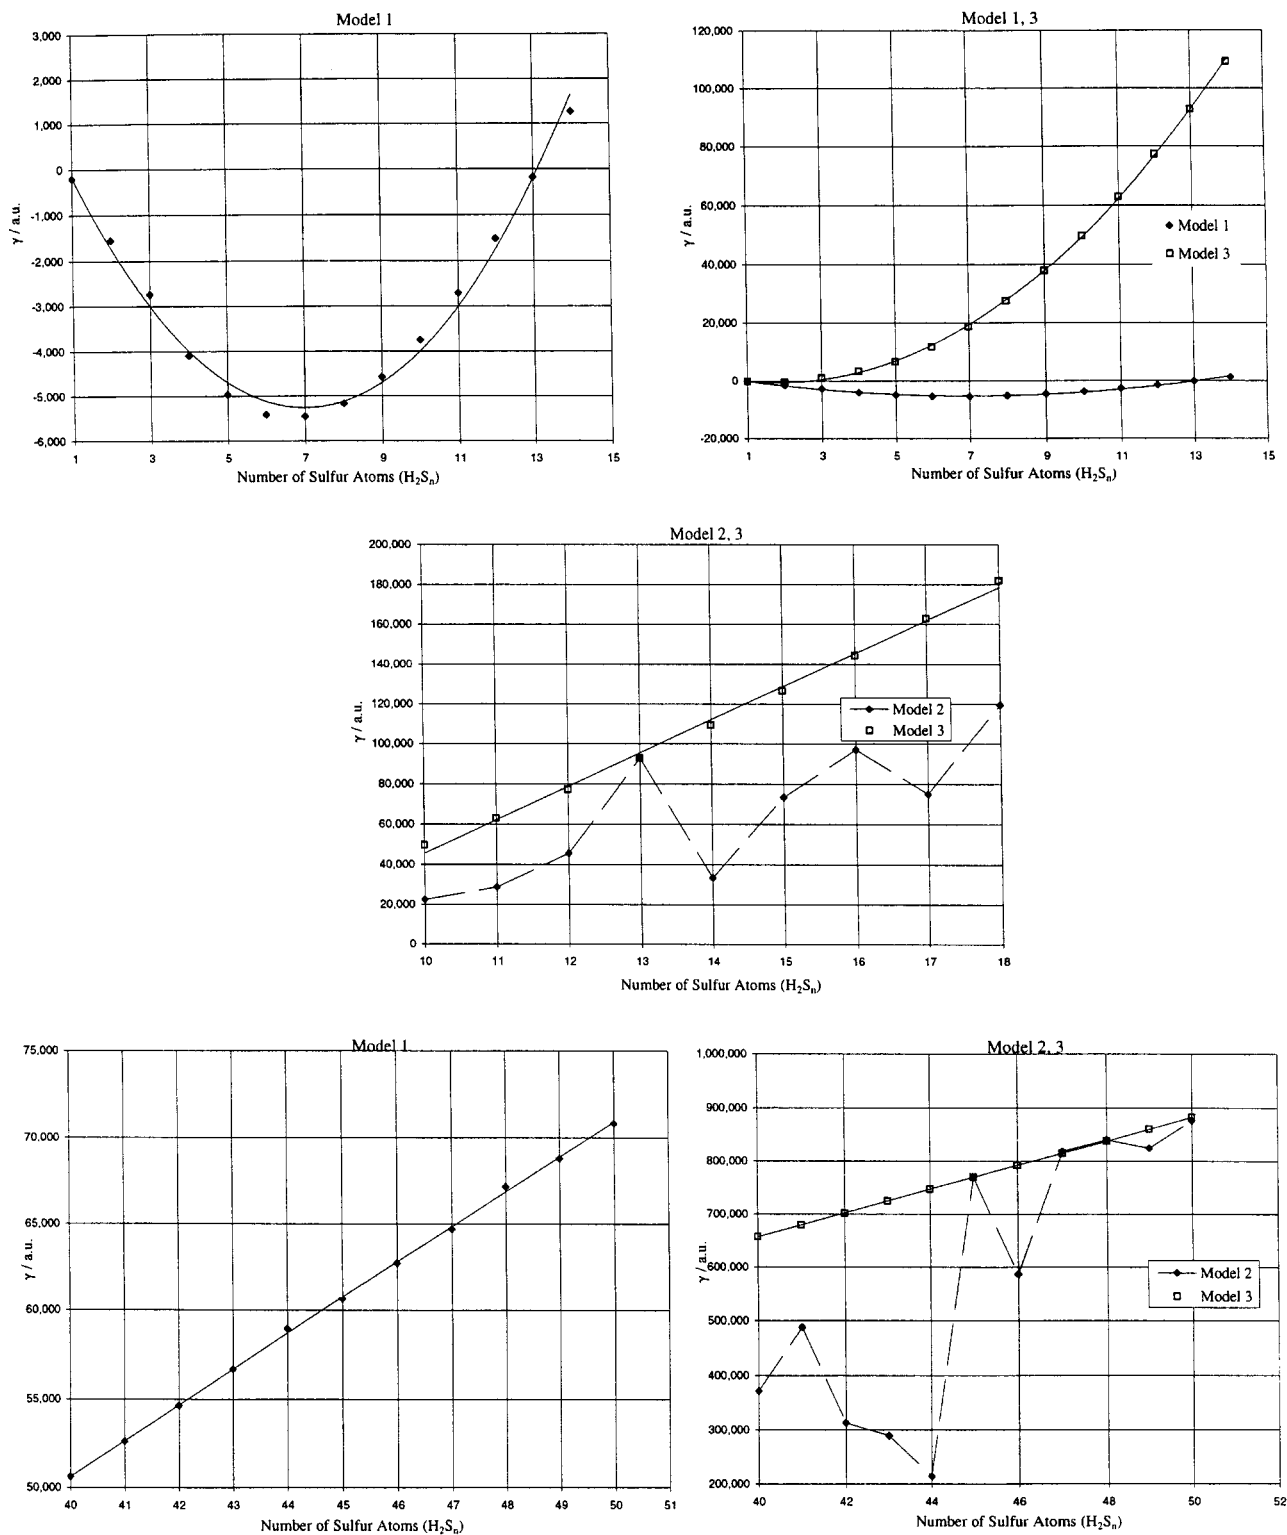 Model 1
3,000
2,000
1,000
0
-1,000
-2,000
-3,000
-4,000
-5,000
-6,000
γ / a.u.
1 3 5 7 9 11 13 15
Number of Sulfur Atoms (H₂Sₙ)
Model 1, 3
120,000
100,000
80,000
60,000
40,000
20,000
0
-20,000
γ / a.u.
Model 1
Model 3
1 3 5 7 9 11 13 15
Number of Sulfur Atoms (H₂Sₙ)
Model 2, 3
200,000
180,000
160,000
140,000
120,000
100,000
80,000
60,000
40,000
20,000
0
γ / a.u.
Model 2
Model 3
10 11 12 13 14 15 16 17 18
Number of Sulfur Atoms (H₂Sₙ)
Model 1
75,000
70,000
65,000
60,000
55,000
50,000
γ / a.u.
40 41 42 43 44 45 46 47 48 49 50 51
Number of Sulfur Atoms (H₂Sₙ)
Model 2, 3
1,000,000
900,000
800,000
700,000
600,000
500,000
400,000
300,000
200,000
γ / a.u.
Model 2
Model 3
40 42 44 46 48 50 52
Number of Sulfur Atoms (H₂Sₙ)